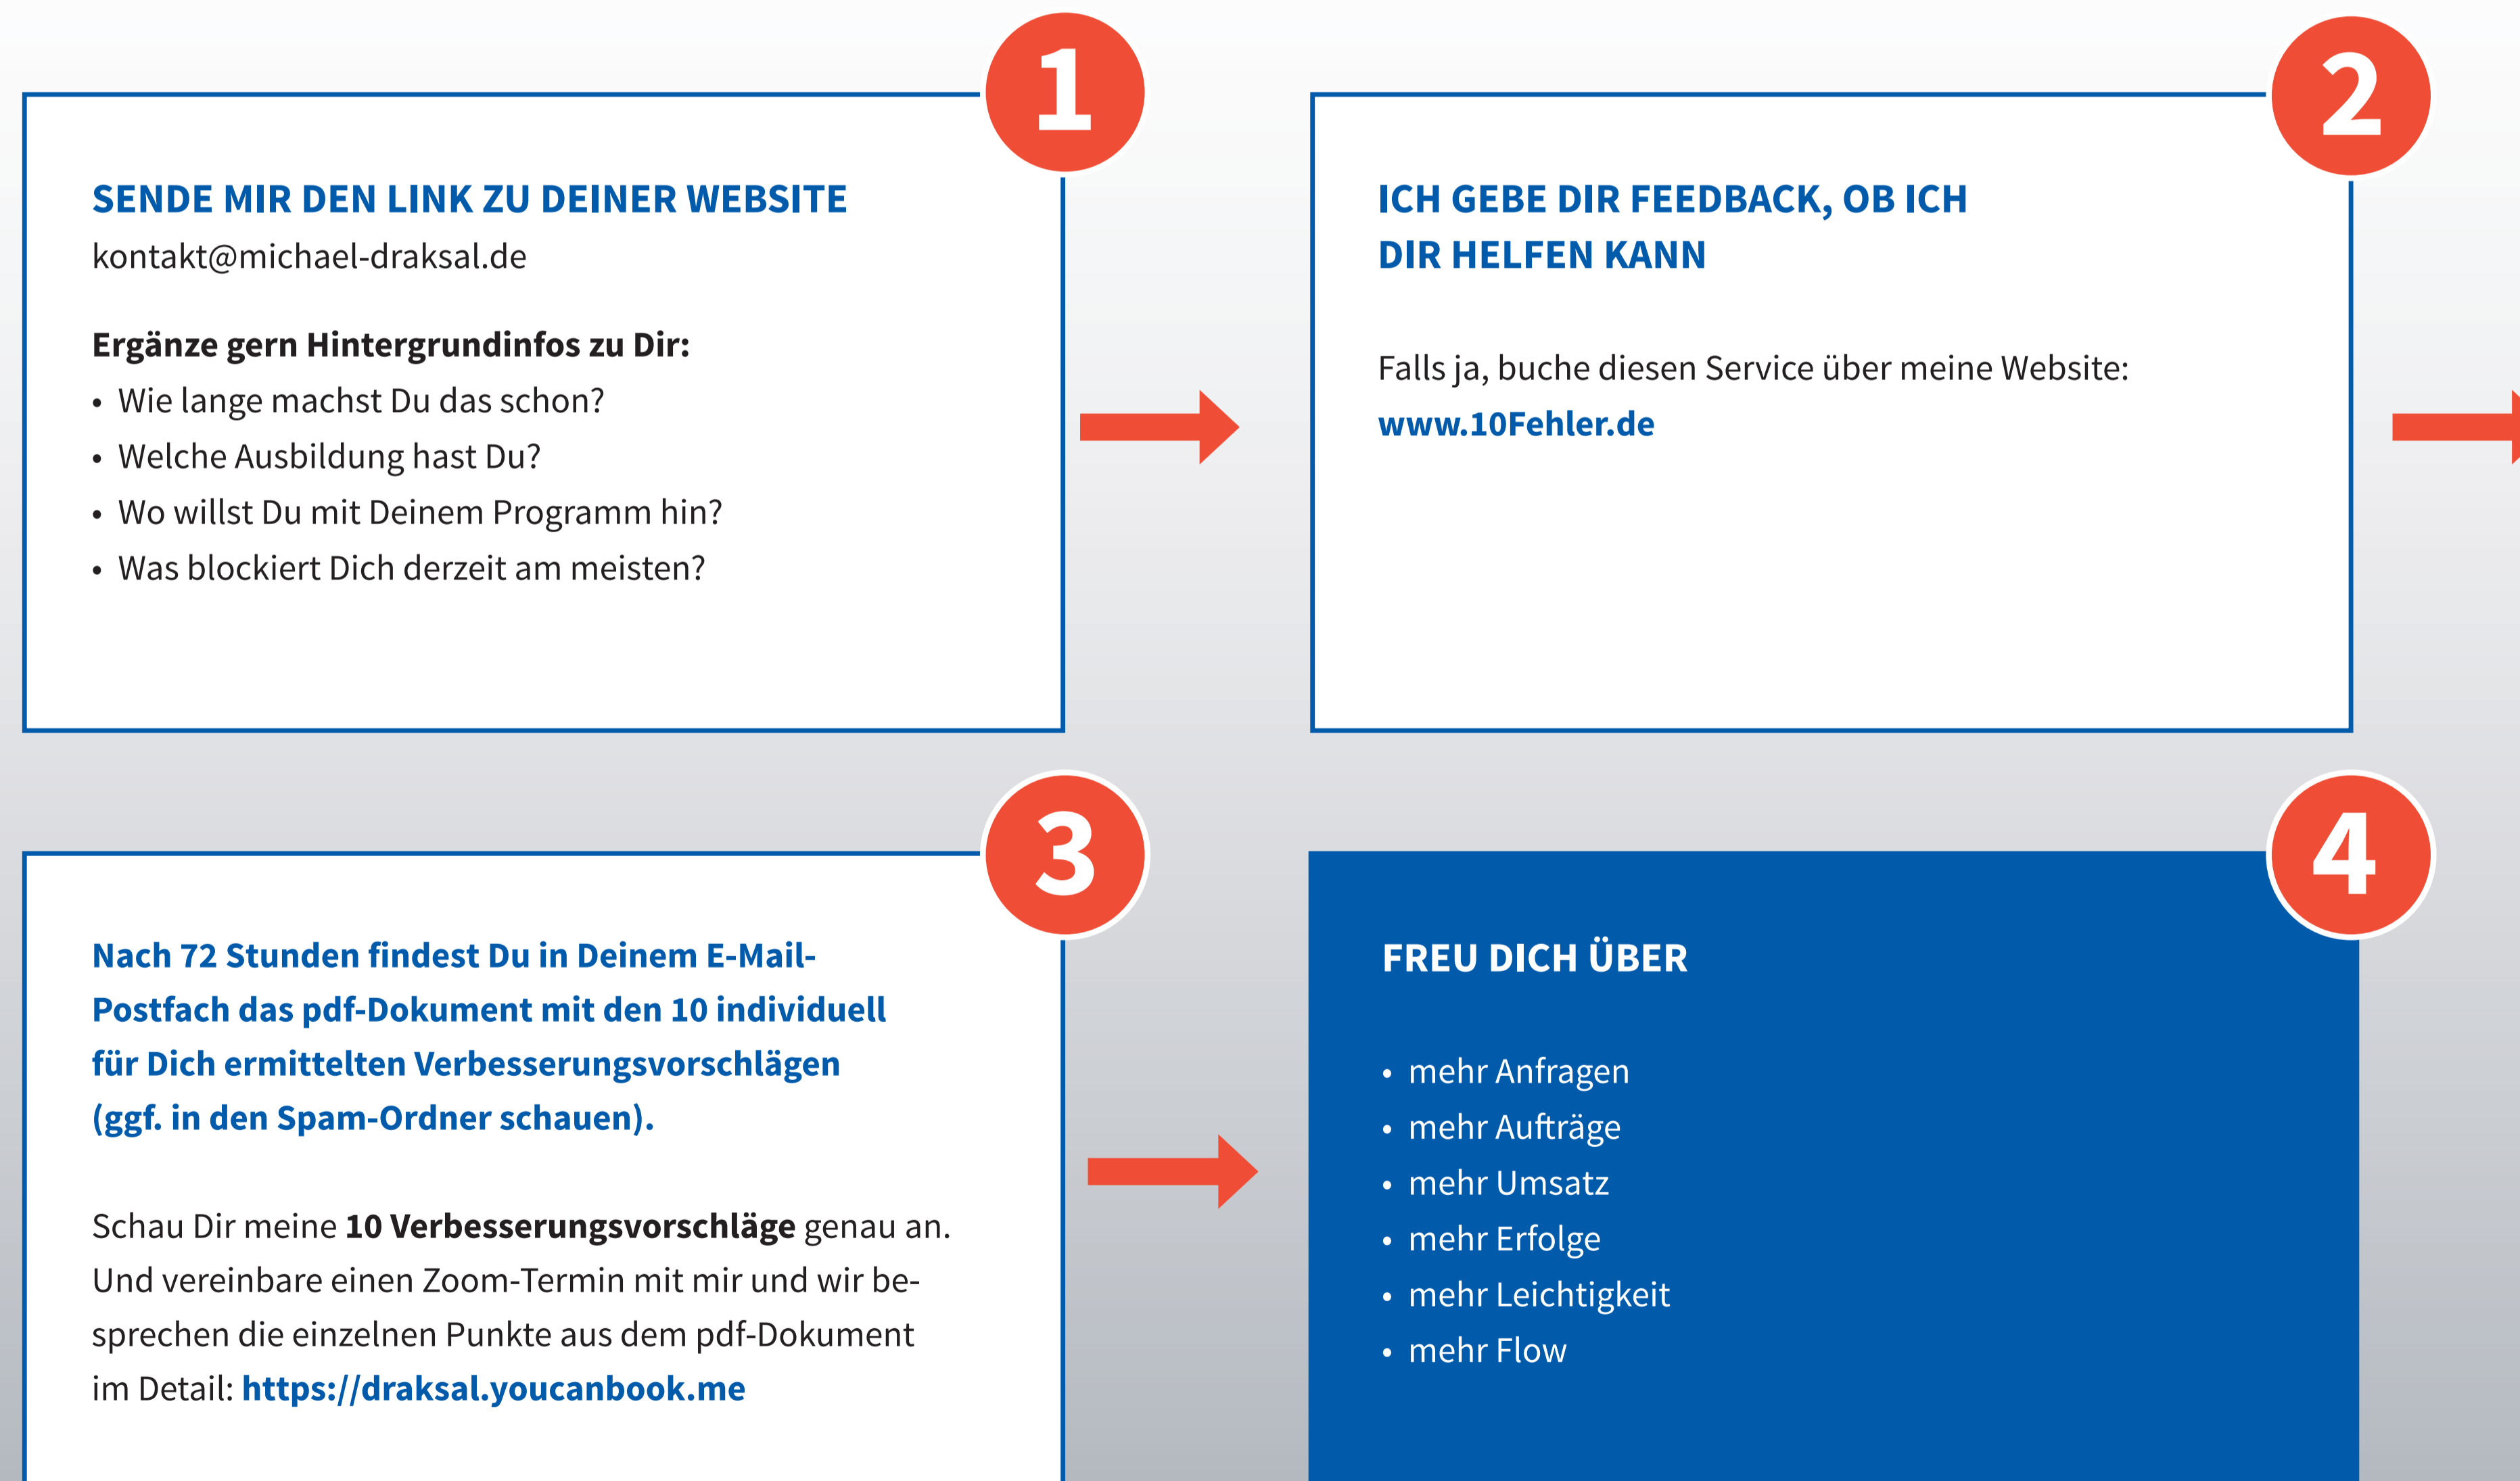 1
SENDE MIR DEN LINK ZU DEINER WEBSITE
kontakt@michael-draksal.de
Ergänze gern Hintergrundinfos zu Dir:
• Wie lange machst Du das schon?
• Welche Ausbildung hast Du?
• Wo willst Du mit Deinem Programm hin?
• Was blockiert Dich derzeit am meisten?
2
ICH GEBE DIR FEEDBACK, OB ICH
DIR HELFEN KANN
Falls ja, buche diesen Service über meine Website:
www.10Fehler.de
3
Nach 72 Stunden findest Du in Deinem E-Mail-
Postfach das pdf-Dokument mit den 10 individuell
für Dich ermittelten Verbesserungsvorschlägen
(ggf. in den Spam-Ordner schauen).
Schau Dir meine 10 Verbesserungsvorschläge genau an.
Und vereinbare einen Zoom-Termin mit mir und wir be-
sprechen die einzelnen Punkte aus dem pdf-Dokument
im Detail: https://draksal.youcanbook.me
4
FREU DICH ÜBER
• mehr Anfragen
• mehr Aufträge
• mehr Umsatz
• mehr Erfolge
• mehr Leichtigkeit
• mehr Flow